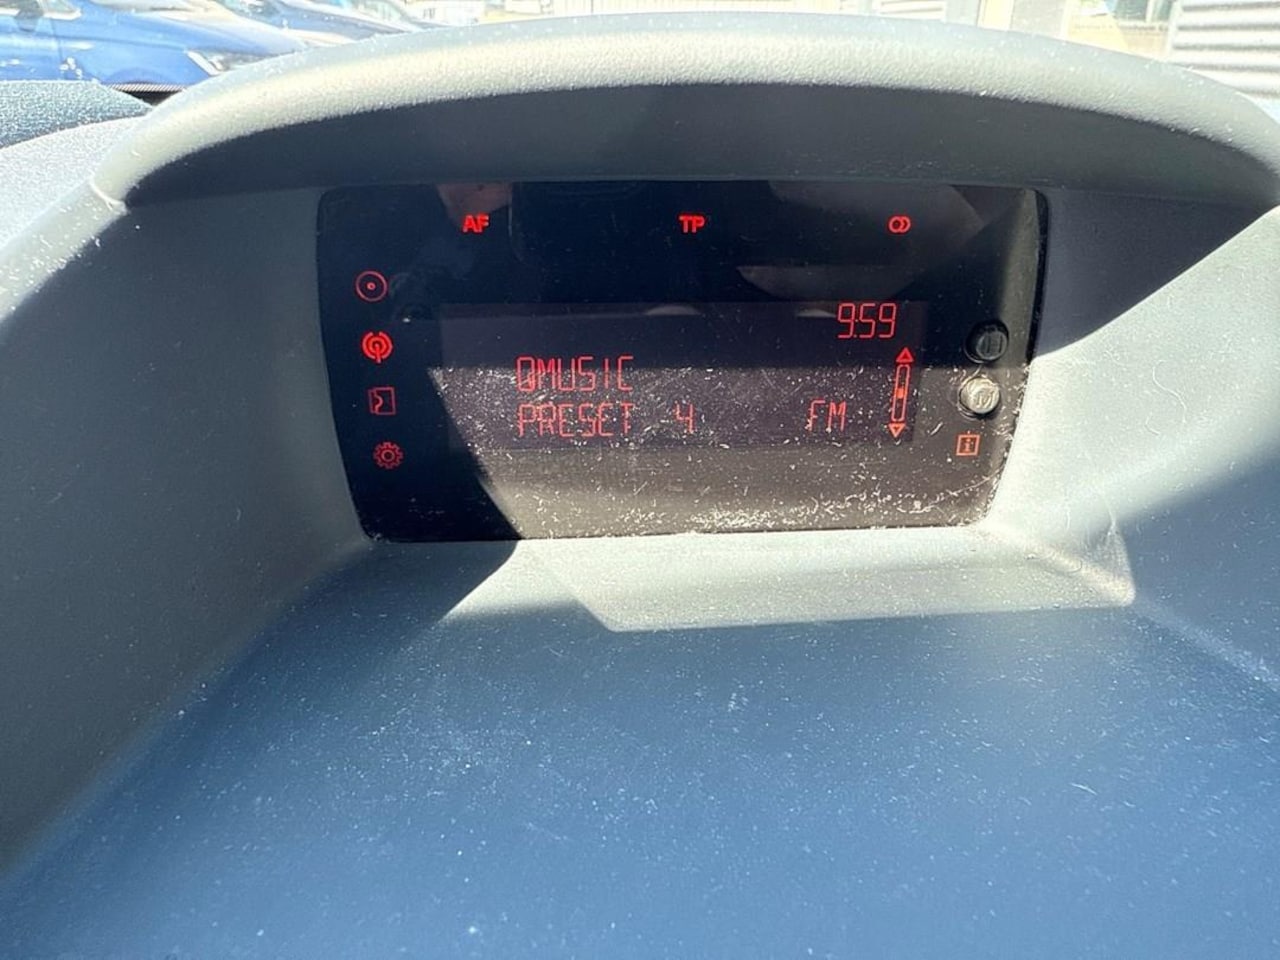 AF TP
9:59
QMUSIC
PRESET 4 FM
H
M
i